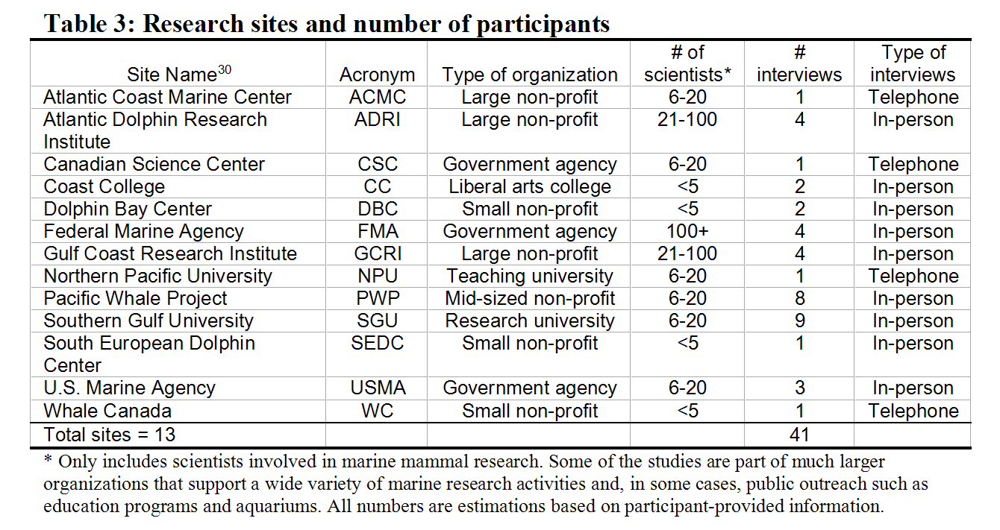 Table 3: Research sites and number of participants
Site Name30 Acronym Type of organization # of scientists* # interviews Type of interviews
Atlantic Coast Marine Center ACMC Large non-profit 6-20 1 Telephone
Atlantic Dolphin Research Institute ADRI Large non-profit 21-100 4 In-person
Canadian Science Center CSC Government agency 6-20 1 Telephone
Coast College CC Liberal arts college <5 2 In-person
Dolphin Bay Center DBC Small non-profit <5 2 In-person
Federal Marine Agency FMA Government agency 100+ 4 In-person
Gulf Coast Research Institute GCRI Large non-profit 21-100 4 In-person
Northern Pacific University NPU Teaching university 6-20 1 Telephone
Pacific Whale Project PWP Mid-sized non-profit 6-20 8 In-person
Southern Gulf University SGU Research university 6-20 9 In-person
South European Dolphin Center SEDC Small non-profit <5 1 In-person
U.S. Marine Agency USMA Government agency 6-20 3 In-person
Whale Canada WC Small non-profit <5 1 Telephone
Total sites = 13 41
* Only includes scientists involved in marine mammal research. Some of the studies are part of much larger
organizations that support a wide variety of marine research activities and, in some cases, public outreach such as
education programs and aquariums. All numbers are estimations based on participant-provided information.